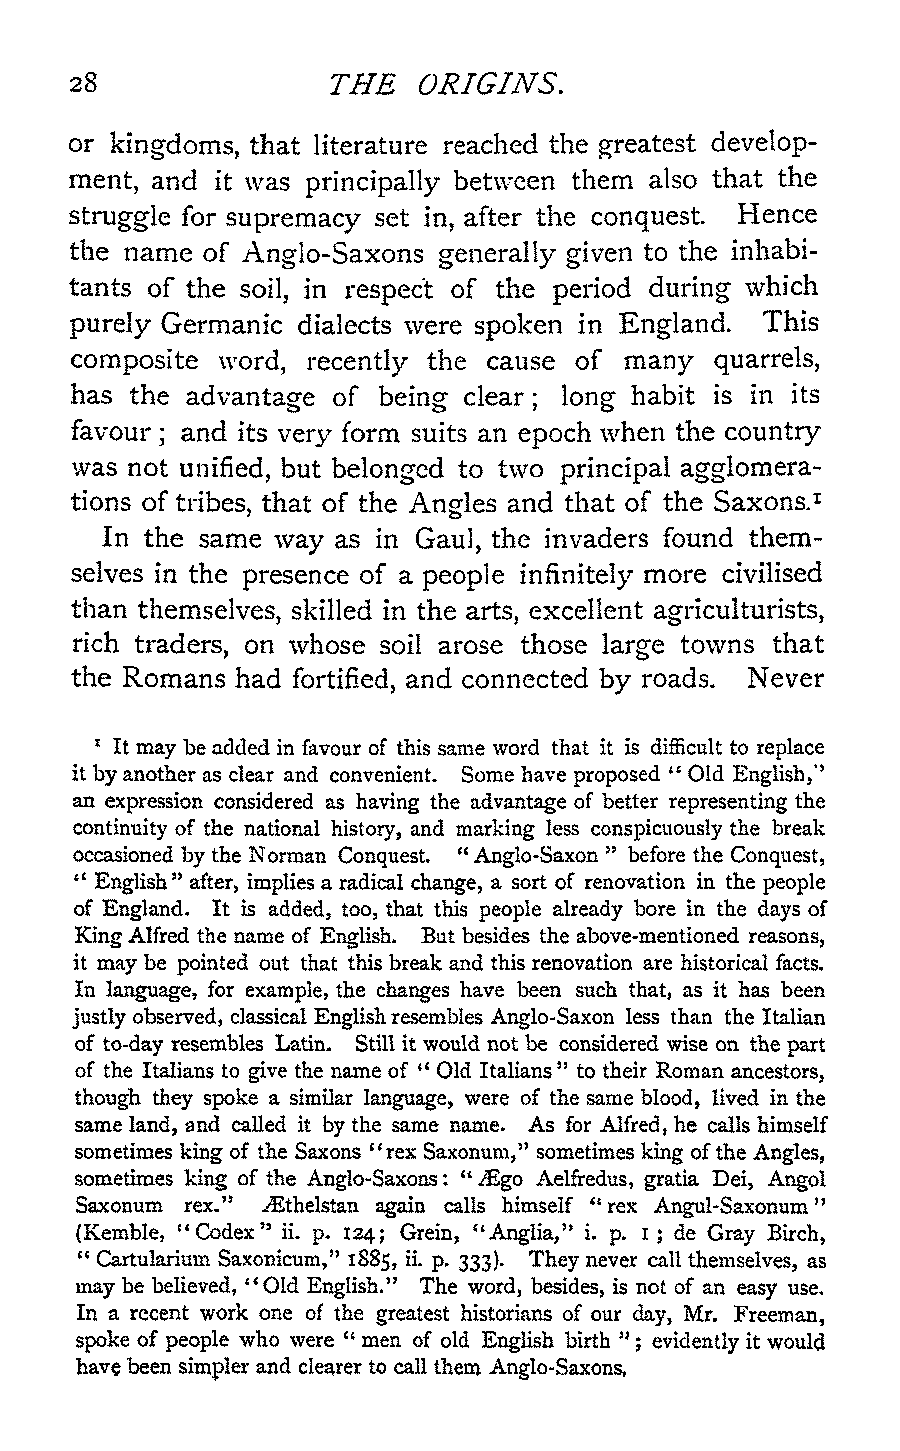 28 THE ORIGINS.
or kingdoms, that literature reached the greatest develop-
ment, and it was principally between them also that the
struggle for supremacy set in, after the conquest. Hence
the name of Anglo-Saxons generally given to the inhabi-
tants of the soil, in respect of the period during which
purely Germanic dialects were spoken in England. This
composite word, recently the cause of many quarrels,
has the advantage of being clear ; long habit is in its
favour ; and its very form suits an epoch when the country
was not unified, but belonged to two principal agglomera-
tions of tribes, that of the Angles and that of the Saxons.¹
In the same way as in Gaul, the invaders found them-
selves in the presence of a people infinitely more civilised
than themselves, skilled in the arts, excellent agriculturists,
rich traders, on whose soil arose those large towns that
the Romans had fortified, and connected by roads. Never
¹ It may be added in favour of this same word that it is difficult to replace
it by another as clear and convenient. Some have proposed “ Old English,”
an expression considered as having the advantage of better representing the
continuity of the national history, and marking less conspicuously the break
occasioned by the Norman Conquest. “ Anglo-Saxon ” before the Conquest,
“ English ” after, implies a radical change, a sort of renovation in the people
of England. It is added, too, that this people already bore in the days of
King Alfred the name of English. But besides the above-mentioned reasons,
it may be pointed out that this break and this renovation are historical facts.
In language, for example, the changes have been such that, as it has been
justly observed, classical English resembles Anglo-Saxon less than the Italian
of to-day resembles Latin. Still it would not be considered wise on the part
of the Italians to give the name of “ Old Italians ” to their Roman ancestors,
though they spoke a similar language, were of the same blood, lived in the
same land, and called it by the same name. As for Alfred, he calls himself
sometimes king of the Saxons “rex Saxonum,” sometimes king of the Angles,
sometimes king of the Anglo-Saxons : “ Ægo Aelfredus, gratia Dei, Angol
Saxonum rex.” Æthelstan again calls himself “ rex Angul-Saxonum ”
(Kemble, “ Codex ” ii. p. 124; Grein, “Anglia,” i. p. 1 ; de Gray Birch,
“ Cartularium Saxonicum,” 1885, ii. p. 333). They never call themselves, as
may be believed, “Old English.” The word, besides, is not of an easy use.
In a recent work one of the greatest historians of our day, Mr. Freeman,
spoke of people who were “ men of old English birth ” ; evidently it would
have been simpler and clearer to call them Anglo-Saxons.